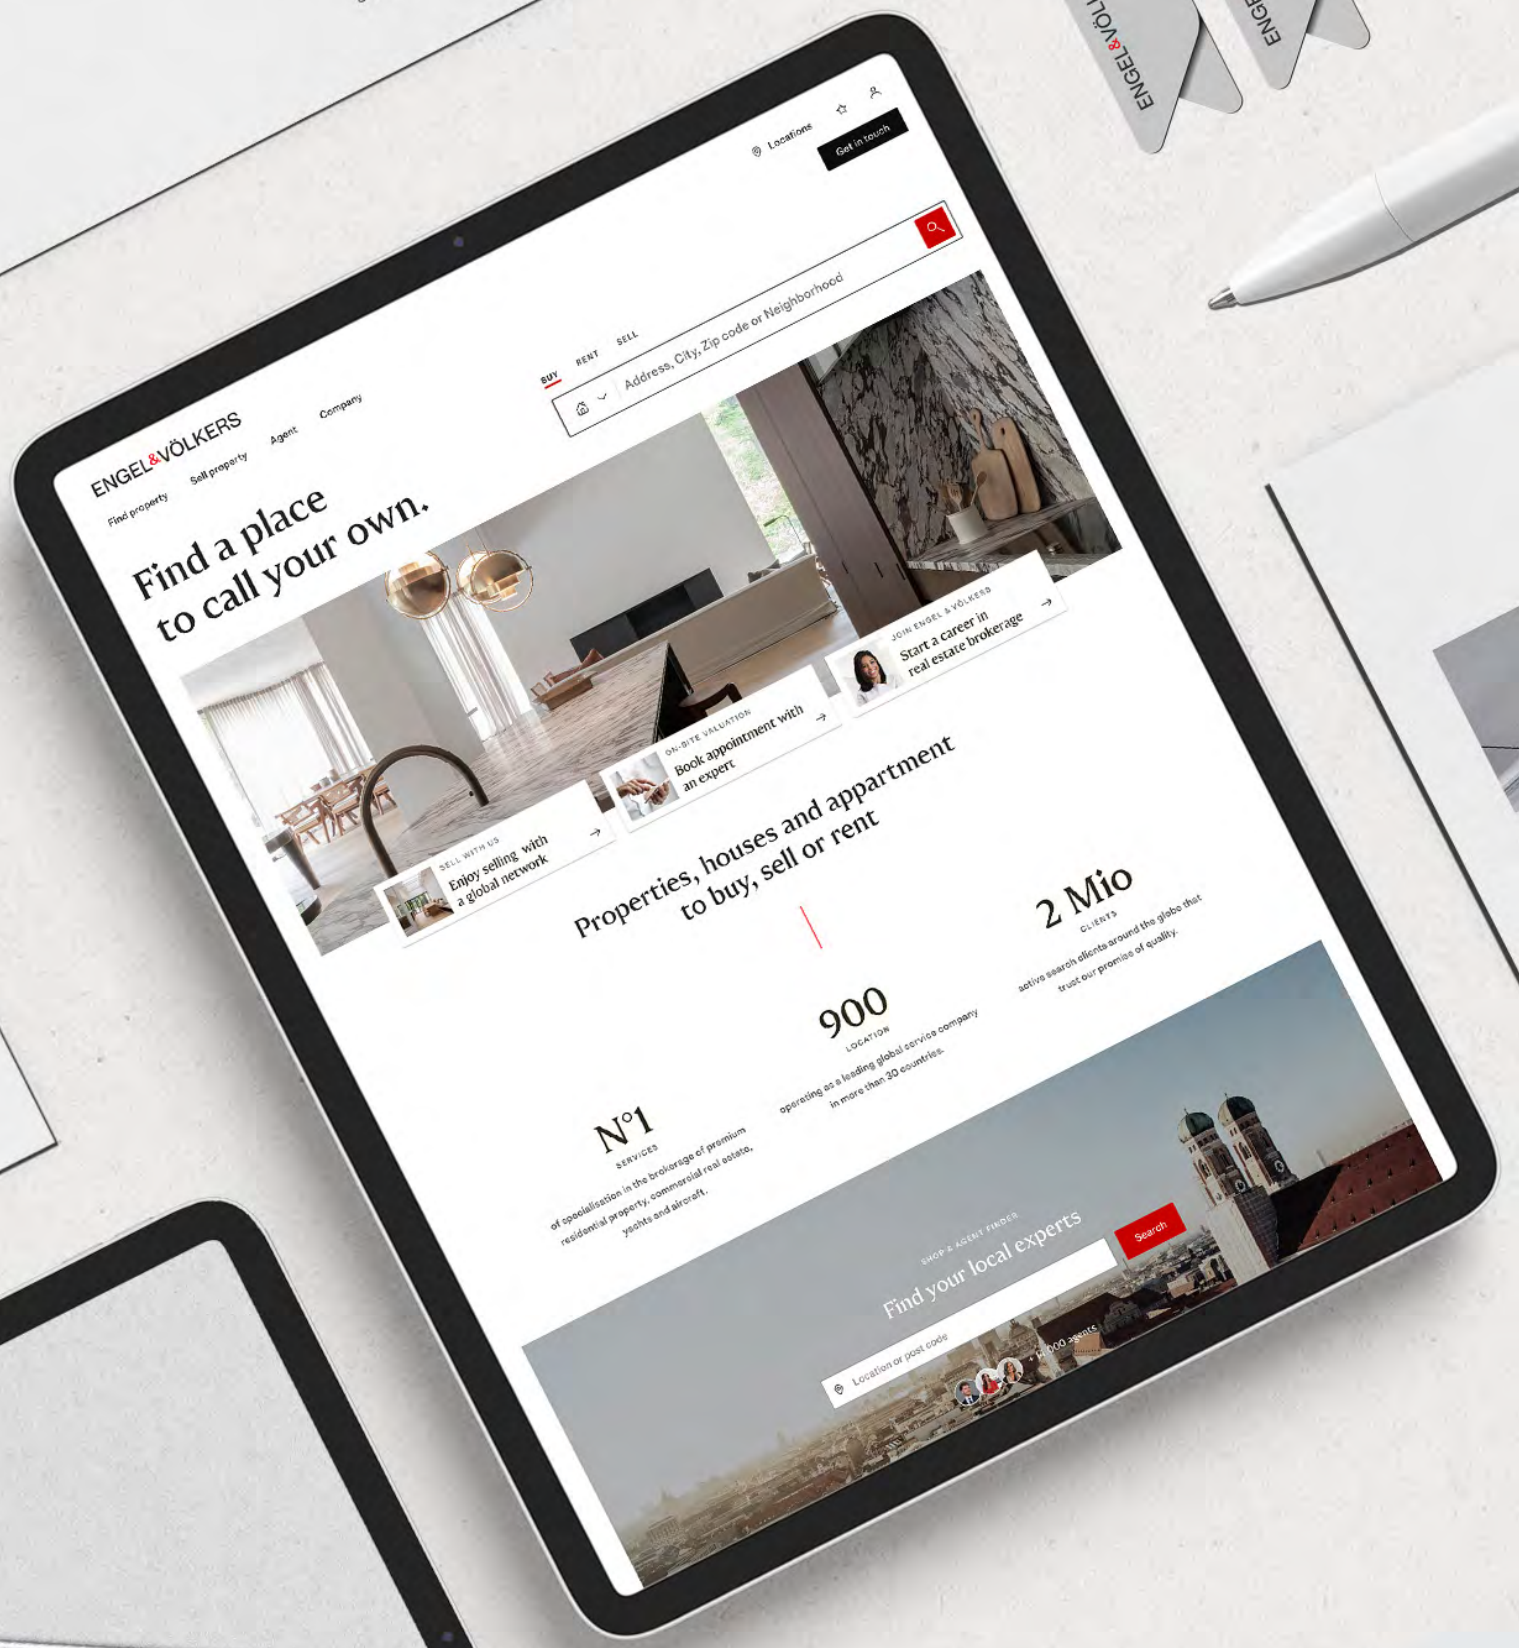 ENGEL&VÖLKERS
ENGEL&VÖL
ENGE
Locations
Get in touch
ENGEL&VÖLKERS
Find property
Sell property
Agent
Company
Find a place
to call your own.
BUY
RENT
SELL
Address, City, Zip code or Neighborhood
SELL WITH US
Enjoy selling with
a global network
ON-SITE VALUATION
Book appointment with
an expert
JOIN ENGEL & VÖLKERS
Start a career in
real estate brokerage
Properties, houses and appartment
to buy, sell or rent
N°1
SERVICES
of specialisation in the brokerage of premium
residential property, commercial real estate,
yachts and aircraft.
900
LOCATION
operating as a leading global service company
in more than 30 countries.
2 Mio
CLIENTS
active search clients around the globe that
trust our promise of quality.
SHOP & AGENT FINDER
Find your local experts
Location or post code
Search
000 agents